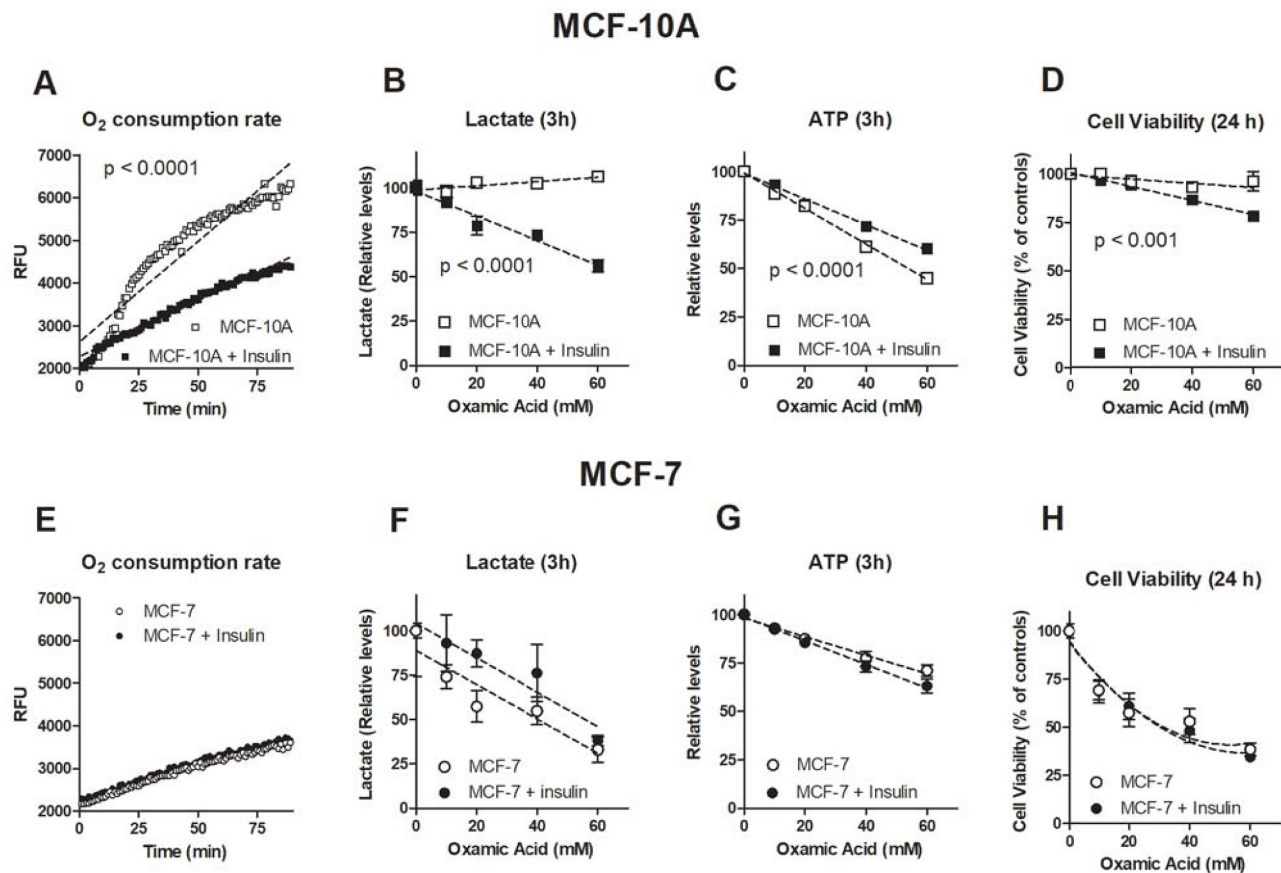 MCF-10A
A
O₂ consumption rate
p < 0.0001
7000
6000
5000
4000
3000
2000
RFU
MCF-10A
MCF-10A + Insulin
0 25 50 75
Time (min)
B
Lactate (3h)
Lactate (Relative levels)
100
75
50
25
0
p < 0.0001
MCF-10A
MCF-10A + Insulin
0 20 40 60
Oxamic Acid (mM)
C
ATP (3h)
Relative levels
100
75
50
25
0
p < 0.0001
MCF-10A
MCF-10A + Insulin
0 20 40 60
Oxamic Acid (mM)
D
Cell Viability (24 h)
Cell Viability (% of controls)
100
75
50
25
0
p < 0.001
MCF-10A
MCF-10A + Insulin
0 20 40 60
Oxamic Acid (mM)
MCF-7
E
O₂ consumption rate
7000
6000
5000
4000
3000
2000
RFU
MCF-7
MCF-7 + Insulin
0 25 50 75
Time (min)
F
Lactate (3h)
Lactate (Relative levels)
100
75
50
25
0
MCF-7
MCF-7 + insulin
0 20 40 60
Oxamic Acid (mM)
G
ATP (3h)
Relative levels
100
75
50
25
0
MCF-7
MCF-7 + Insulin
0 20 40 60
Oxamic Acid (mM)
H
Cell Viability (24 h)
Cell Viability (% of controls)
100
75
50
25
0
MCF-7
MCF-7 + Insulin
0 20 40 60
Oxamic Acid (mM)